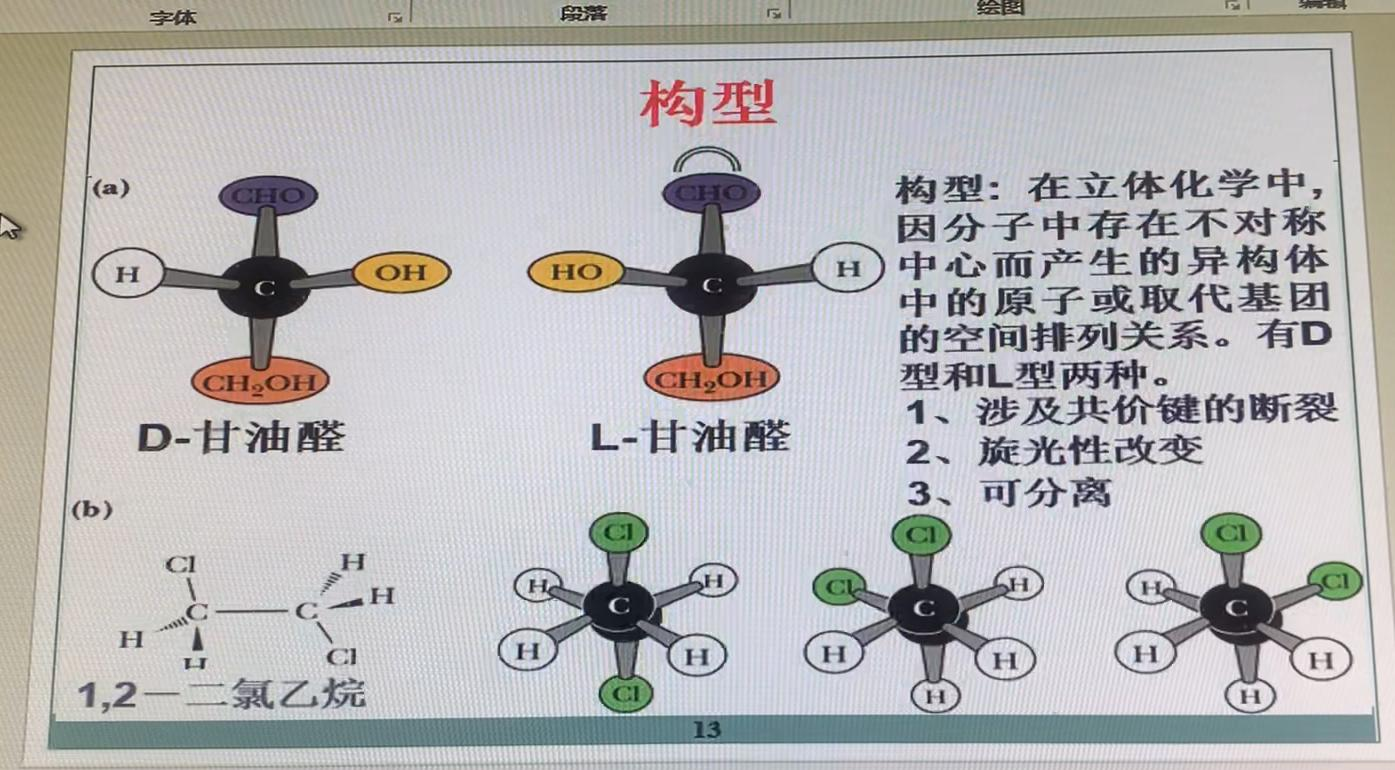 字体 段落 绘图 编辑
构型
(a)
CHO
H C OH
CH₂OH
D-甘油醛
CHO
HO C H
CH₂OH
L-甘油醛
构型：在立体化学中，
因分子中存在不对称
中心而产生的异构体
中的原子或取代基团
的空间排列关系。有D
型和L型两种。
1、涉及共价键的断裂
2、旋光性改变
3、可分离
(b)
Cl H
C C H
H H Cl
1,2－二氯乙烷
Cl
H H
C
H H
Cl
Cl
Cl H
C
H H
H
Cl
H Cl
C
H H
H
13